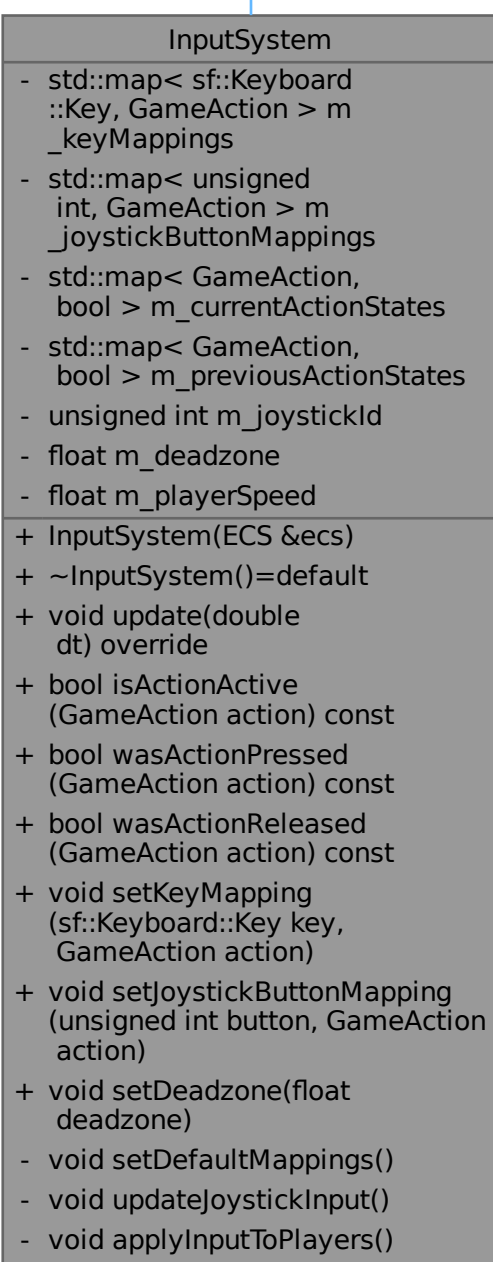 InputSystem
- std::map< sf::Keyboard
::Key, GameAction > m
_keyMappings
- std::map< unsigned
int, GameAction > m
_joystickButtonMappings
- std::map< GameAction,
bool > m_currentActionStates
- std::map< GameAction,
bool > m_previousActionStates
- unsigned int m_joystickId
- float m_deadzone
- float m_playerSpeed
+ InputSystem(ECS &ecs)
+ ~InputSystem()=default
+ void update(double
dt) override
+ bool isActionActive
(GameAction action) const
+ bool wasActionPressed
(GameAction action) const
+ bool wasActionReleased
(GameAction action) const
+ void setKeyMapping
(sf::Keyboard::Key key,
GameAction action)
+ void setJoystickButtonMapping
(unsigned int button, GameAction
action)
+ void setDeadzone(float
deadzone)
- void setDefaultMappings()
- void updateJoystickInput()
- void applyInputToPlayers()